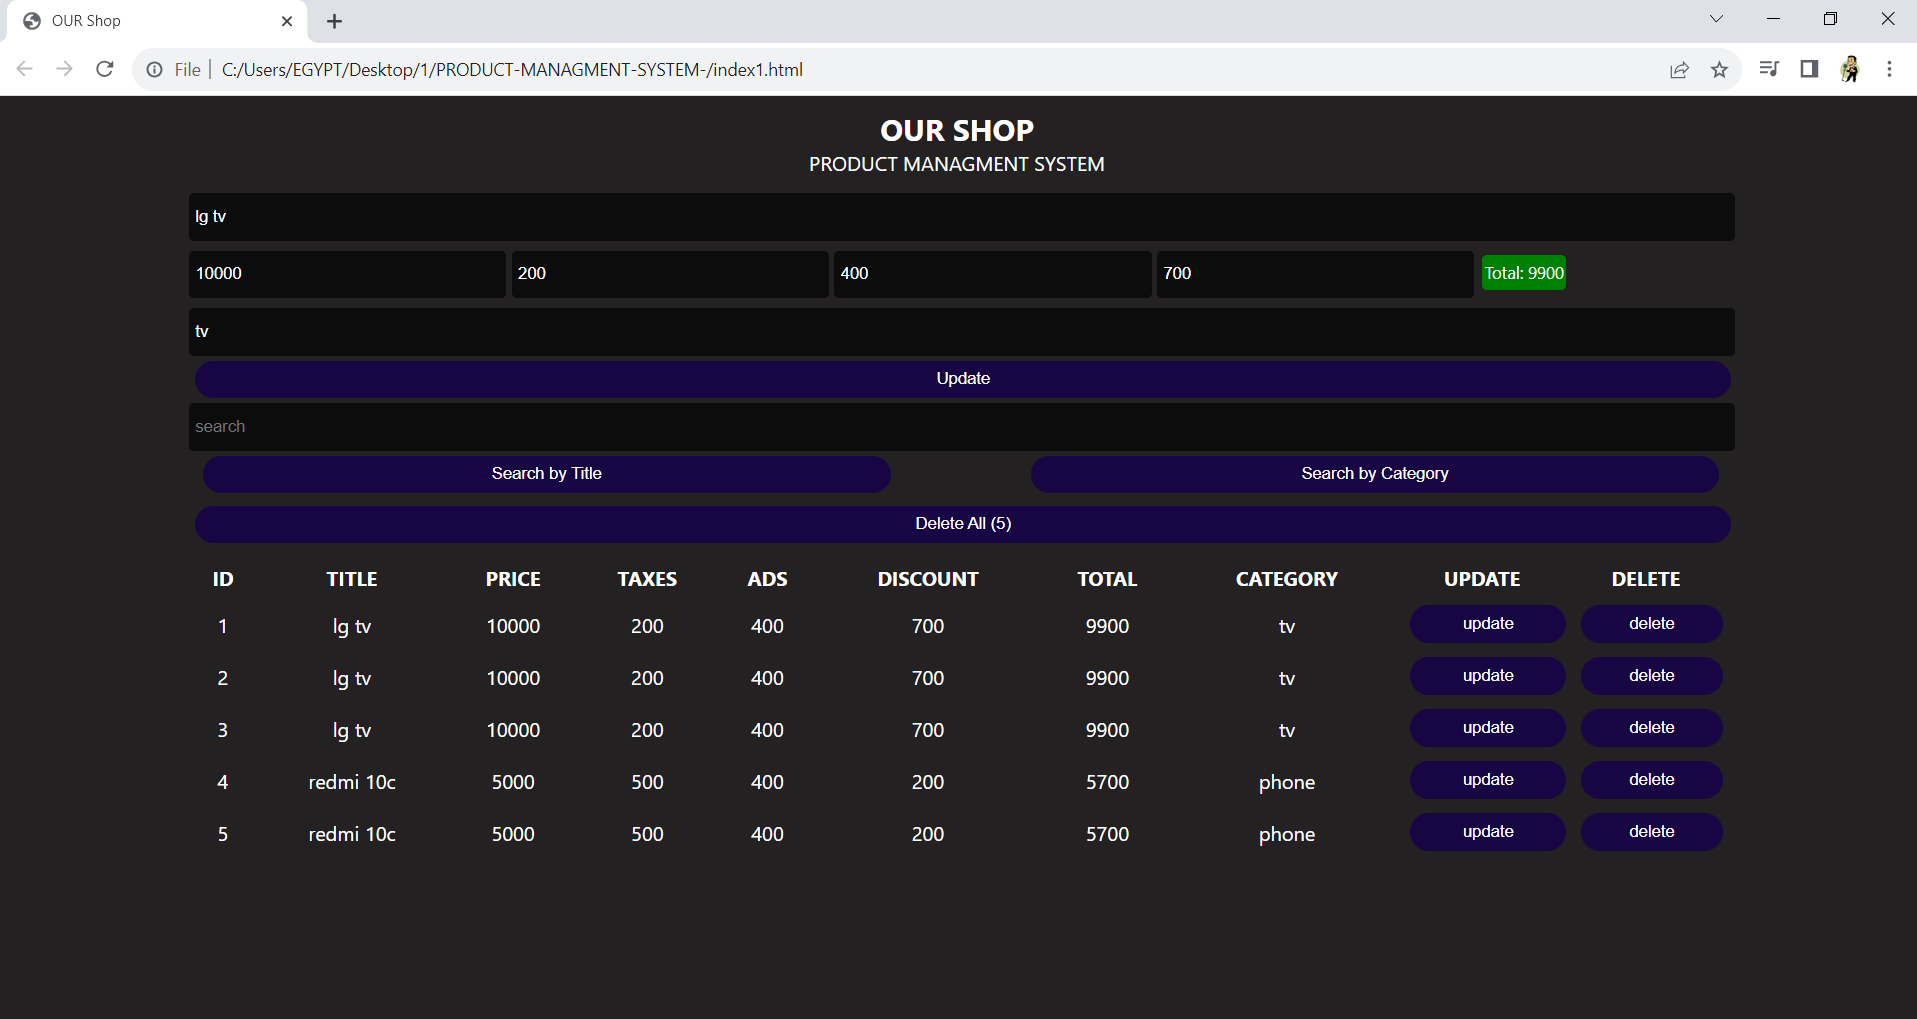 OUR Shop
File | C:/Users/EGYPT/Desktop/1/PRODUCT-MANAGMENT-SYSTEM-/index1.html
OUR SHOP
PRODUCT MANAGMENT SYSTEM
lg tv
10000 200 400 700 Total: 9900
tv
Update
search
Search by Title Search by Category
Delete All (5)
ID TITLE PRICE TAXES ADS DISCOUNT TOTAL CATEGORY UPDATE DELETE
1 lg tv 10000 200 400 700 9900 tv update delete
2 lg tv 10000 200 400 700 9900 tv update delete
3 lg tv 10000 200 400 700 9900 tv update delete
4 redmi 10c 5000 500 400 200 5700 phone update delete
5 redmi 10c 5000 500 400 200 5700 phone update delete